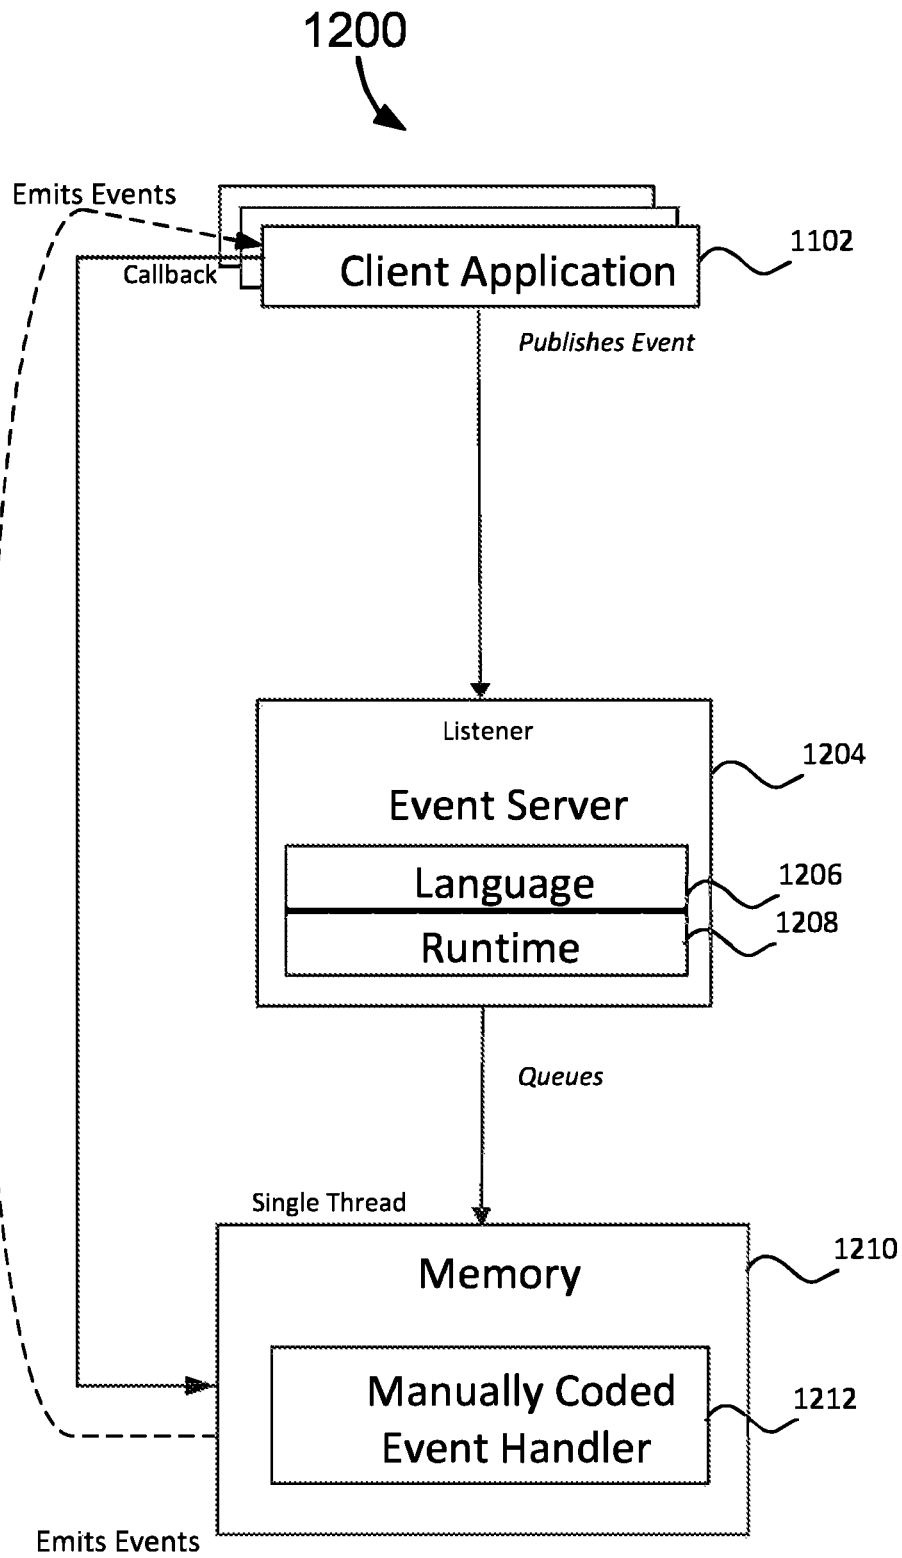 1200
Emits Events
1102
Callback
Client Application
Publishes Event
Listener
1204
Event Server
Language
1206
Runtime
1208
Queues
Single Thread
1210
Memory
Manually Coded
1212
Event Handler
Emits Events